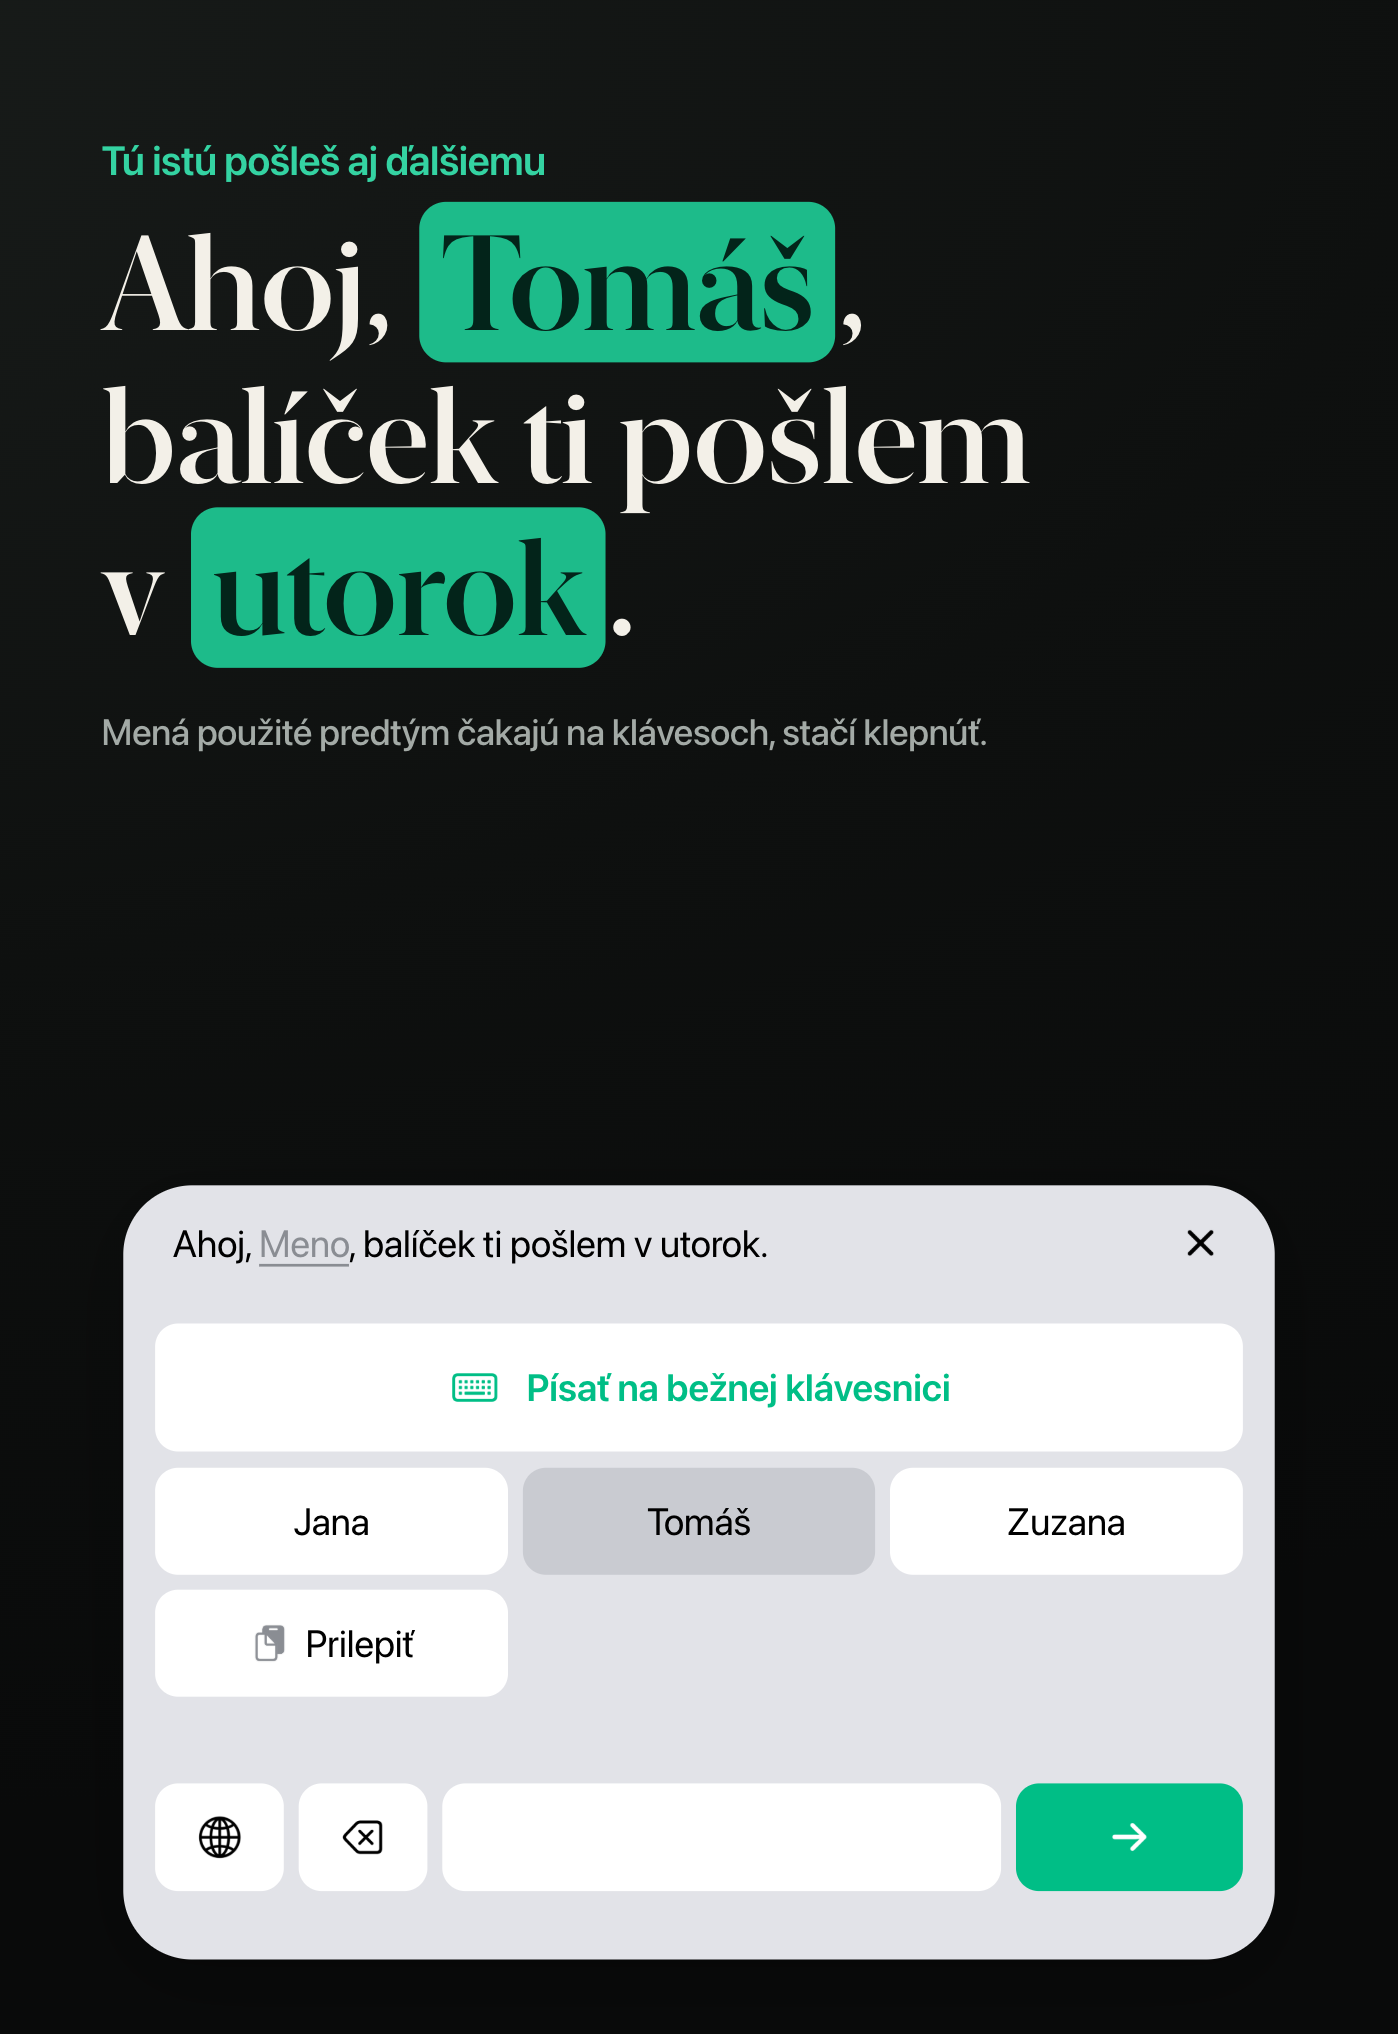 Tú istú pošleš aj ďalšiemu
Ahoj, Tomáš,
balíček ti pošlem
v utorok.
Mená použité predtým čakajú na klávesoch, stačí klepnúť.
Ahoj, Meno, balíček ti pošlem v utorok.
Písať na bežnej klávesnici
Jana
Tomáš
Zuzana
Prilepiť